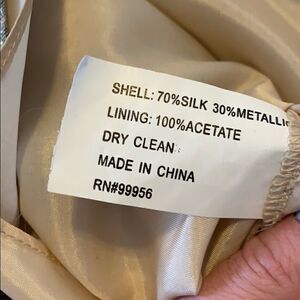 SHELL: 70%SILK 30%METALLIC
LINING: 100%ACETATE
DRY CLEAN
MADE IN CHINA
RN#99956